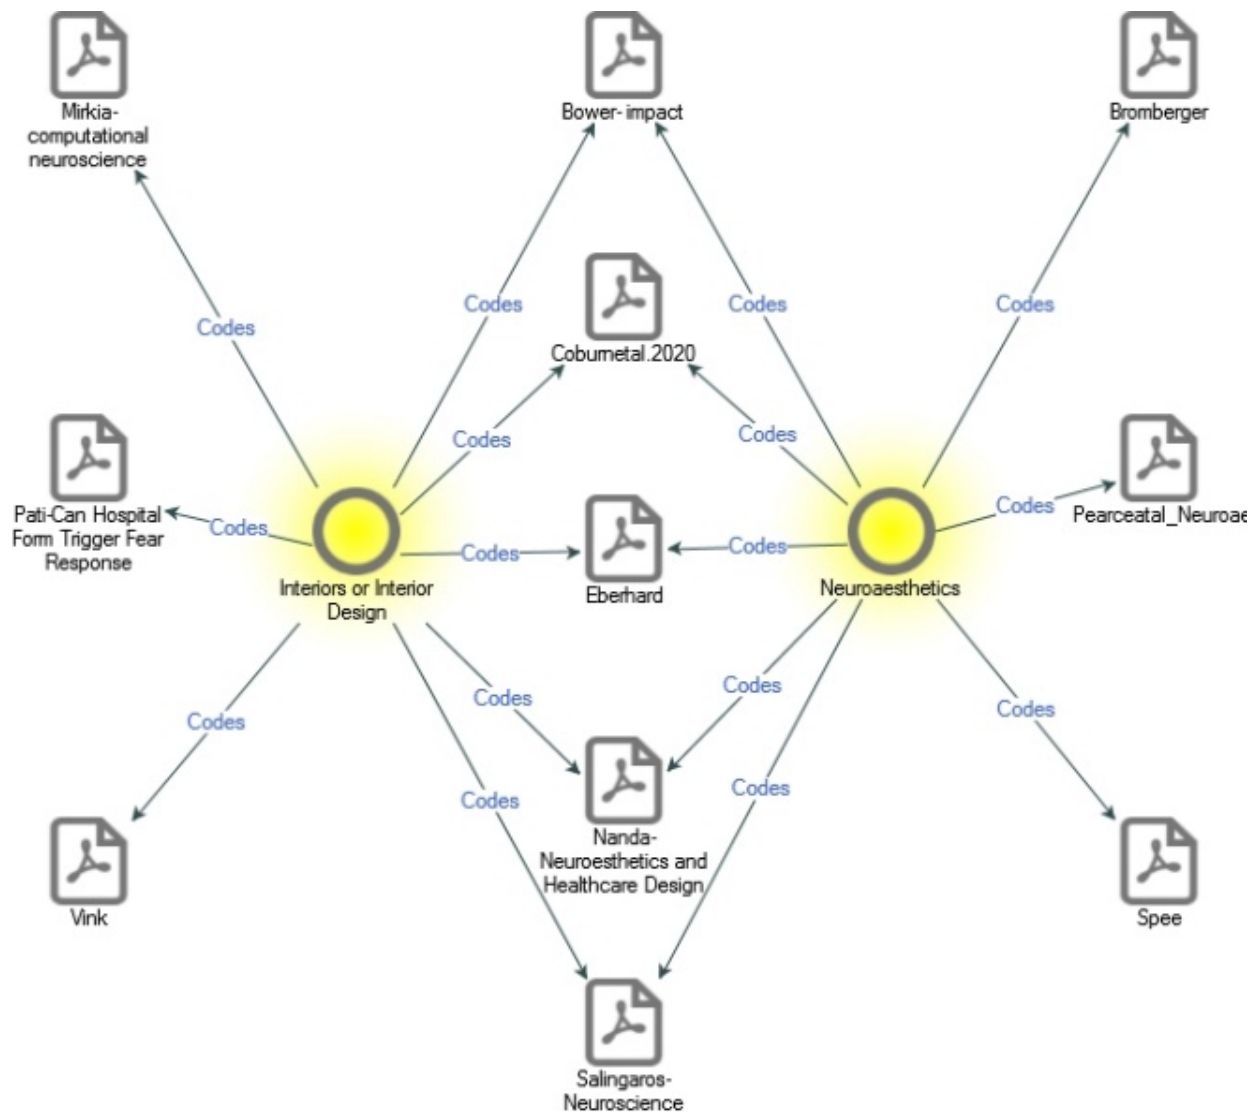 Mirkia-
computational
neuroscience
Bower-impact
Bromberger
Codes
Codes
Codes
Codes
Coburnetal.2020
Codes
Codes
Pati-Can Hospital
Form Trigger Fear
Response
Codes
Interiors or Interior
Design
Codes
Eberhard
Codes
Neuroaesthetics
Codes
Pearceatal_Neuroae
Codes
Codes
Codes
Codes
Codes
Codes
Vink
Nanda-
Neuroesthetics and
Healthcare Design
Spee
Salingaros-
Neuroscience